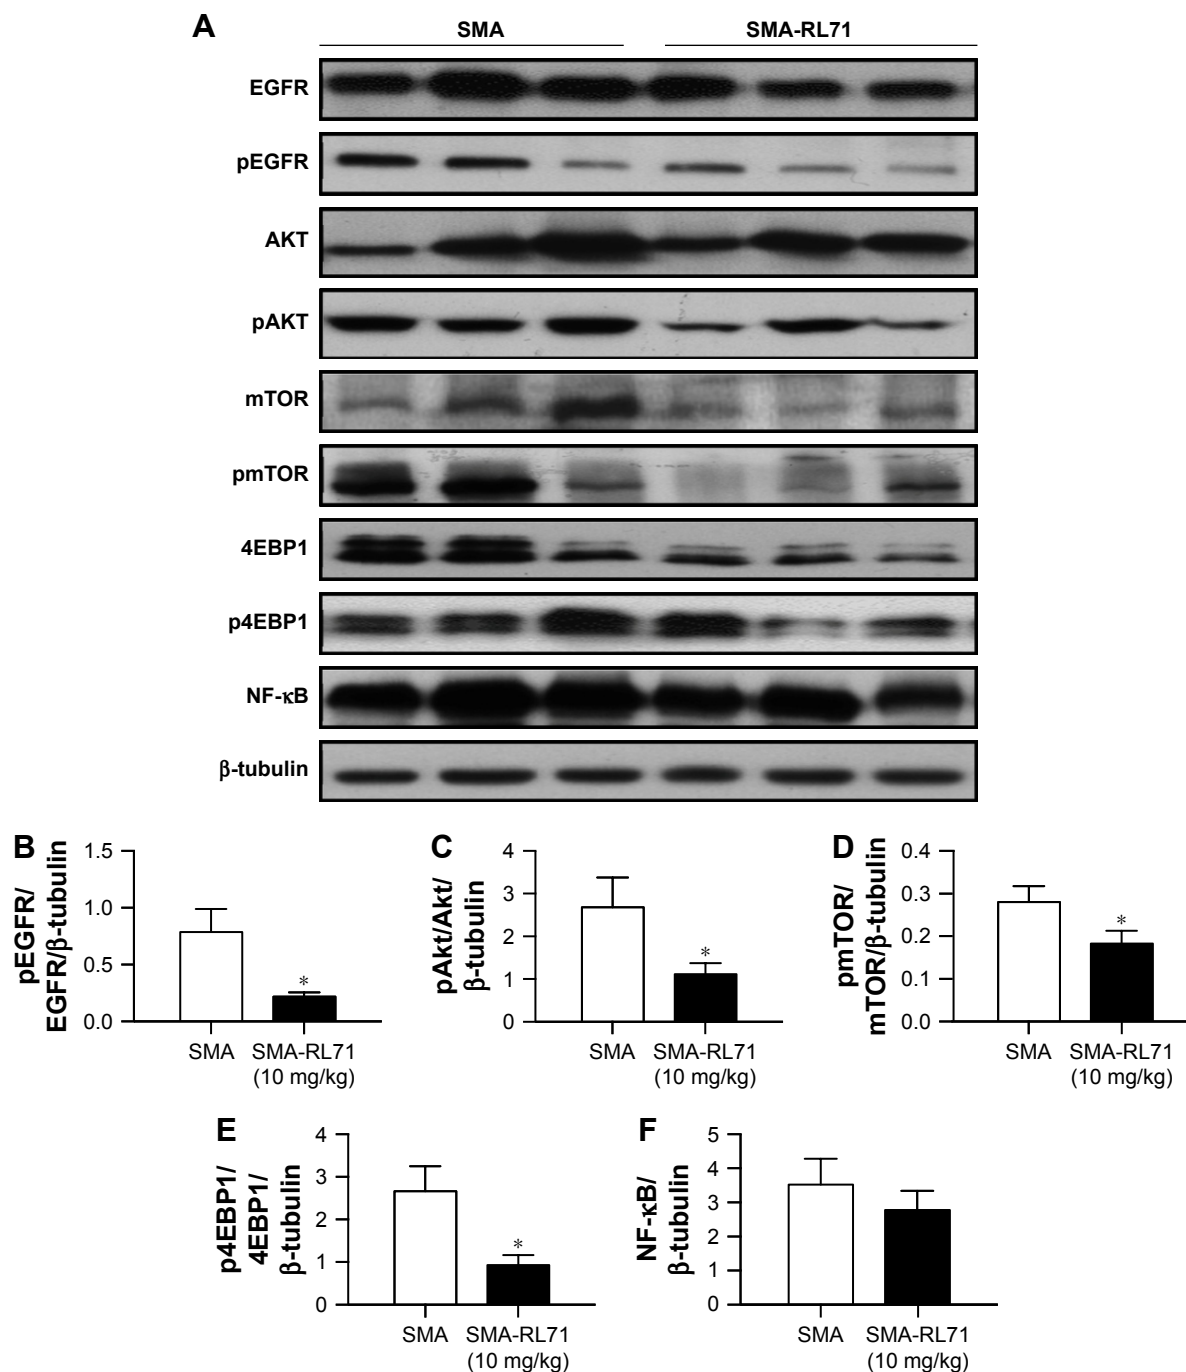 A
SMA SMA-RL71
EGFR
pEGFR
AKT
pAKT
mTOR
pmTOR
4EBP1
p4EBP1
NF-κB
β-tubulin
B
pEGFR/
EGFR/β-tubulin
1.5
1.0
0.5
0.0
*
SMA SMA-RL71
(10 mg/kg)
C
pAkt/Akt/
β-tubulin
4
3
2
1
0
*
SMA SMA-RL71
(10 mg/kg)
D
pmTOR/
mTOR/β-tubulin
0.4
0.3
0.2
0.1
0.0
*
SMA SMA-RL71
(10 mg/kg)
E
p4EBP1/
4EBP1/
β-tubulin
4
3
2
1
0
*
SMA SMA-RL71
(10 mg/kg)
F
NF-κB/
β-tubulin
5
4
3
2
1
0
SMA SMA-RL71
(10 mg/kg)